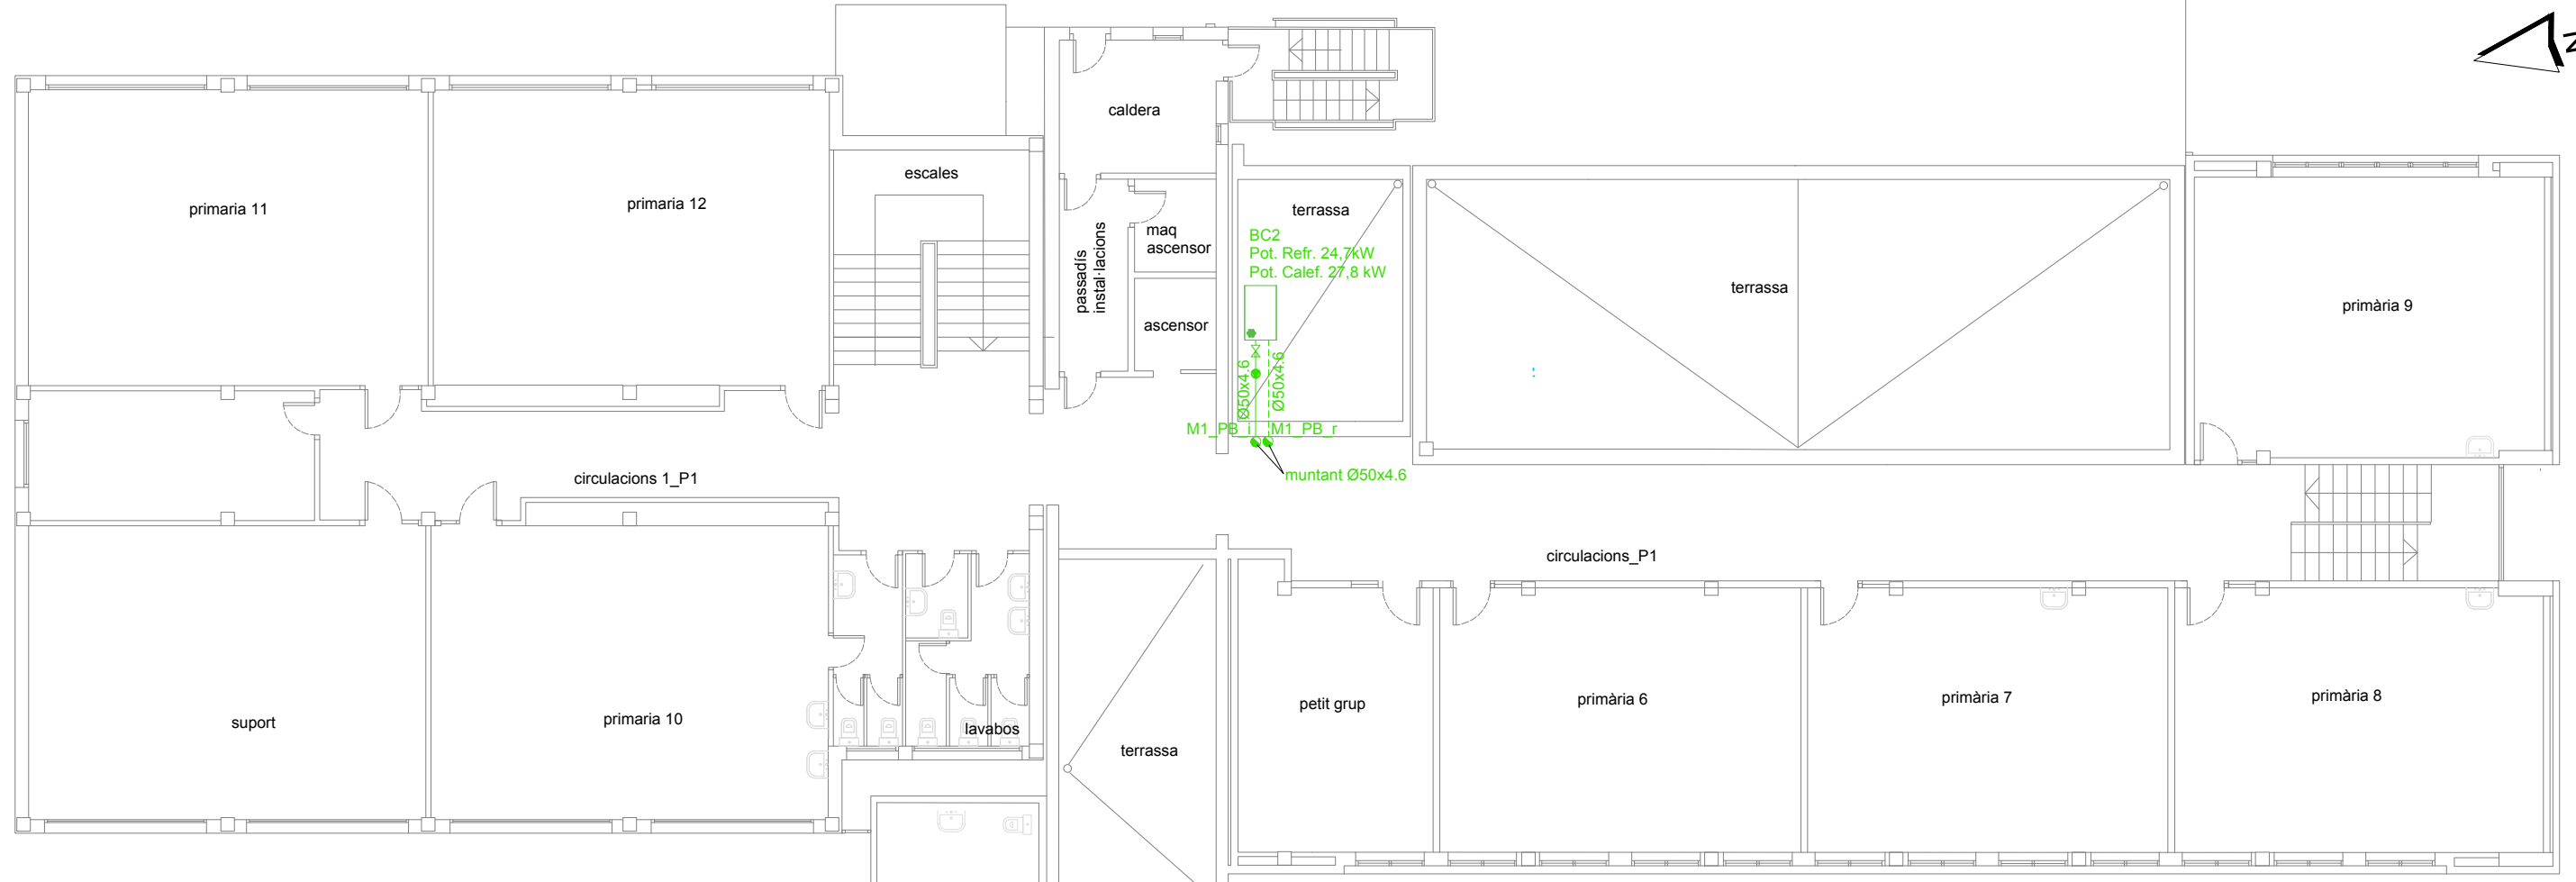 N
caldera
escales
primaria 11
primaria 12
terrassa
maq
ascensor
BC2
Pot. Refr. 24,7kW
Pot. Calef. 27,8 kW
passadís
instal·lacions
terrassa
primària 9
ascensor
Ø50x4.6
Ø50x4.6
M1_PB_i
M1_PB_r
muntant Ø50x4.6
circulacions 1_P1
circulacions_P1
suport
primaria 10
lavabos
terrassa
petit grup
primària 6
primària 7
primària 8